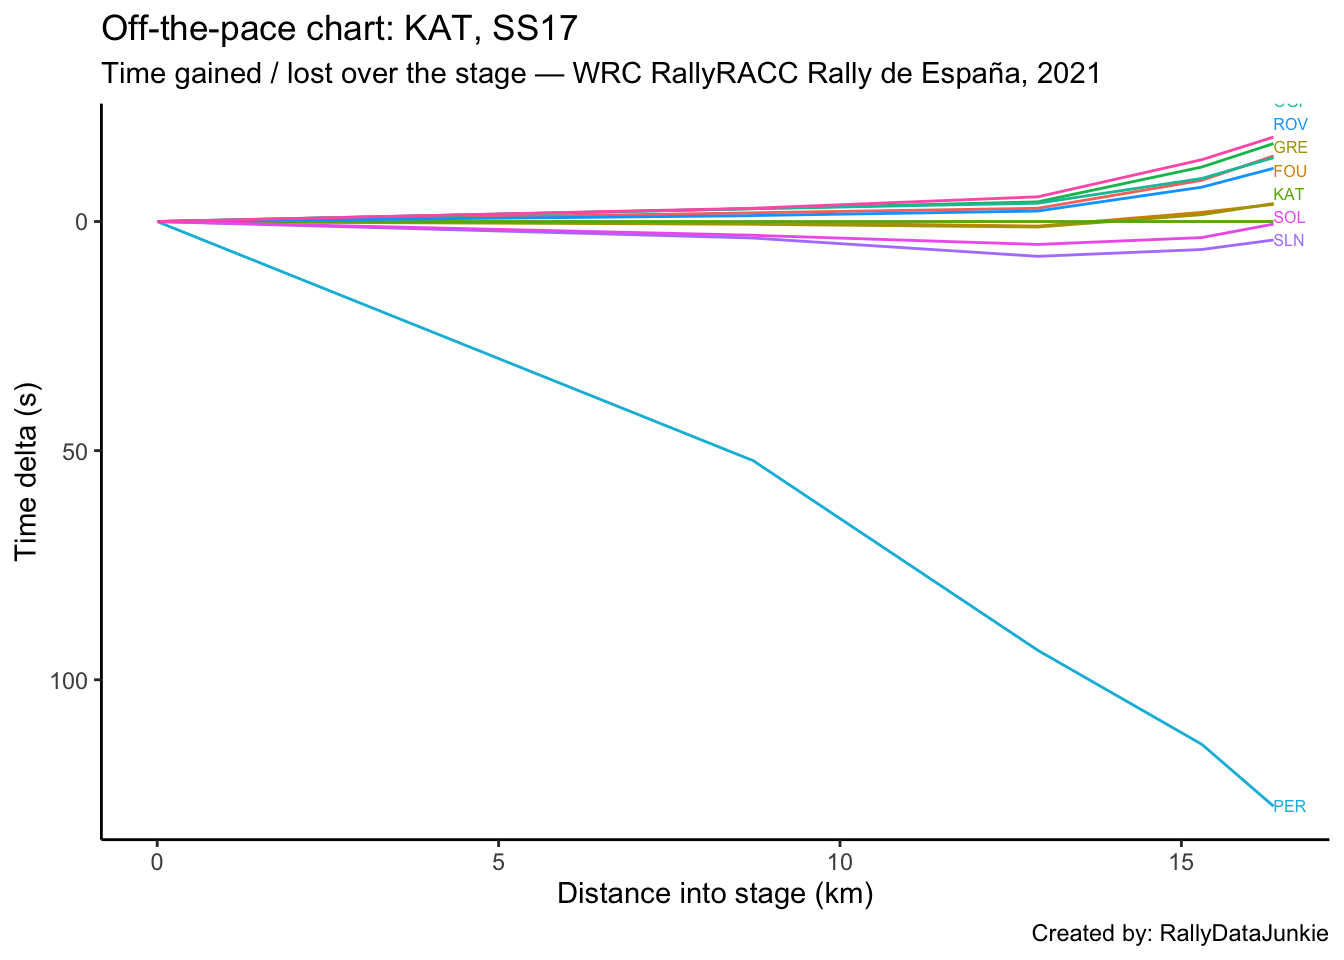 Off-the-pace chart: KAT, SS17
Time gained / lost over the stage — WRC RallyRACC Rally de España, 2021
ROV
GRE
FOU
KAT
SOL
SLN
PER
0
50
100
Time delta (s)
0
5
10
15
Distance into stage (km)
Created by: RallyDataJunkie